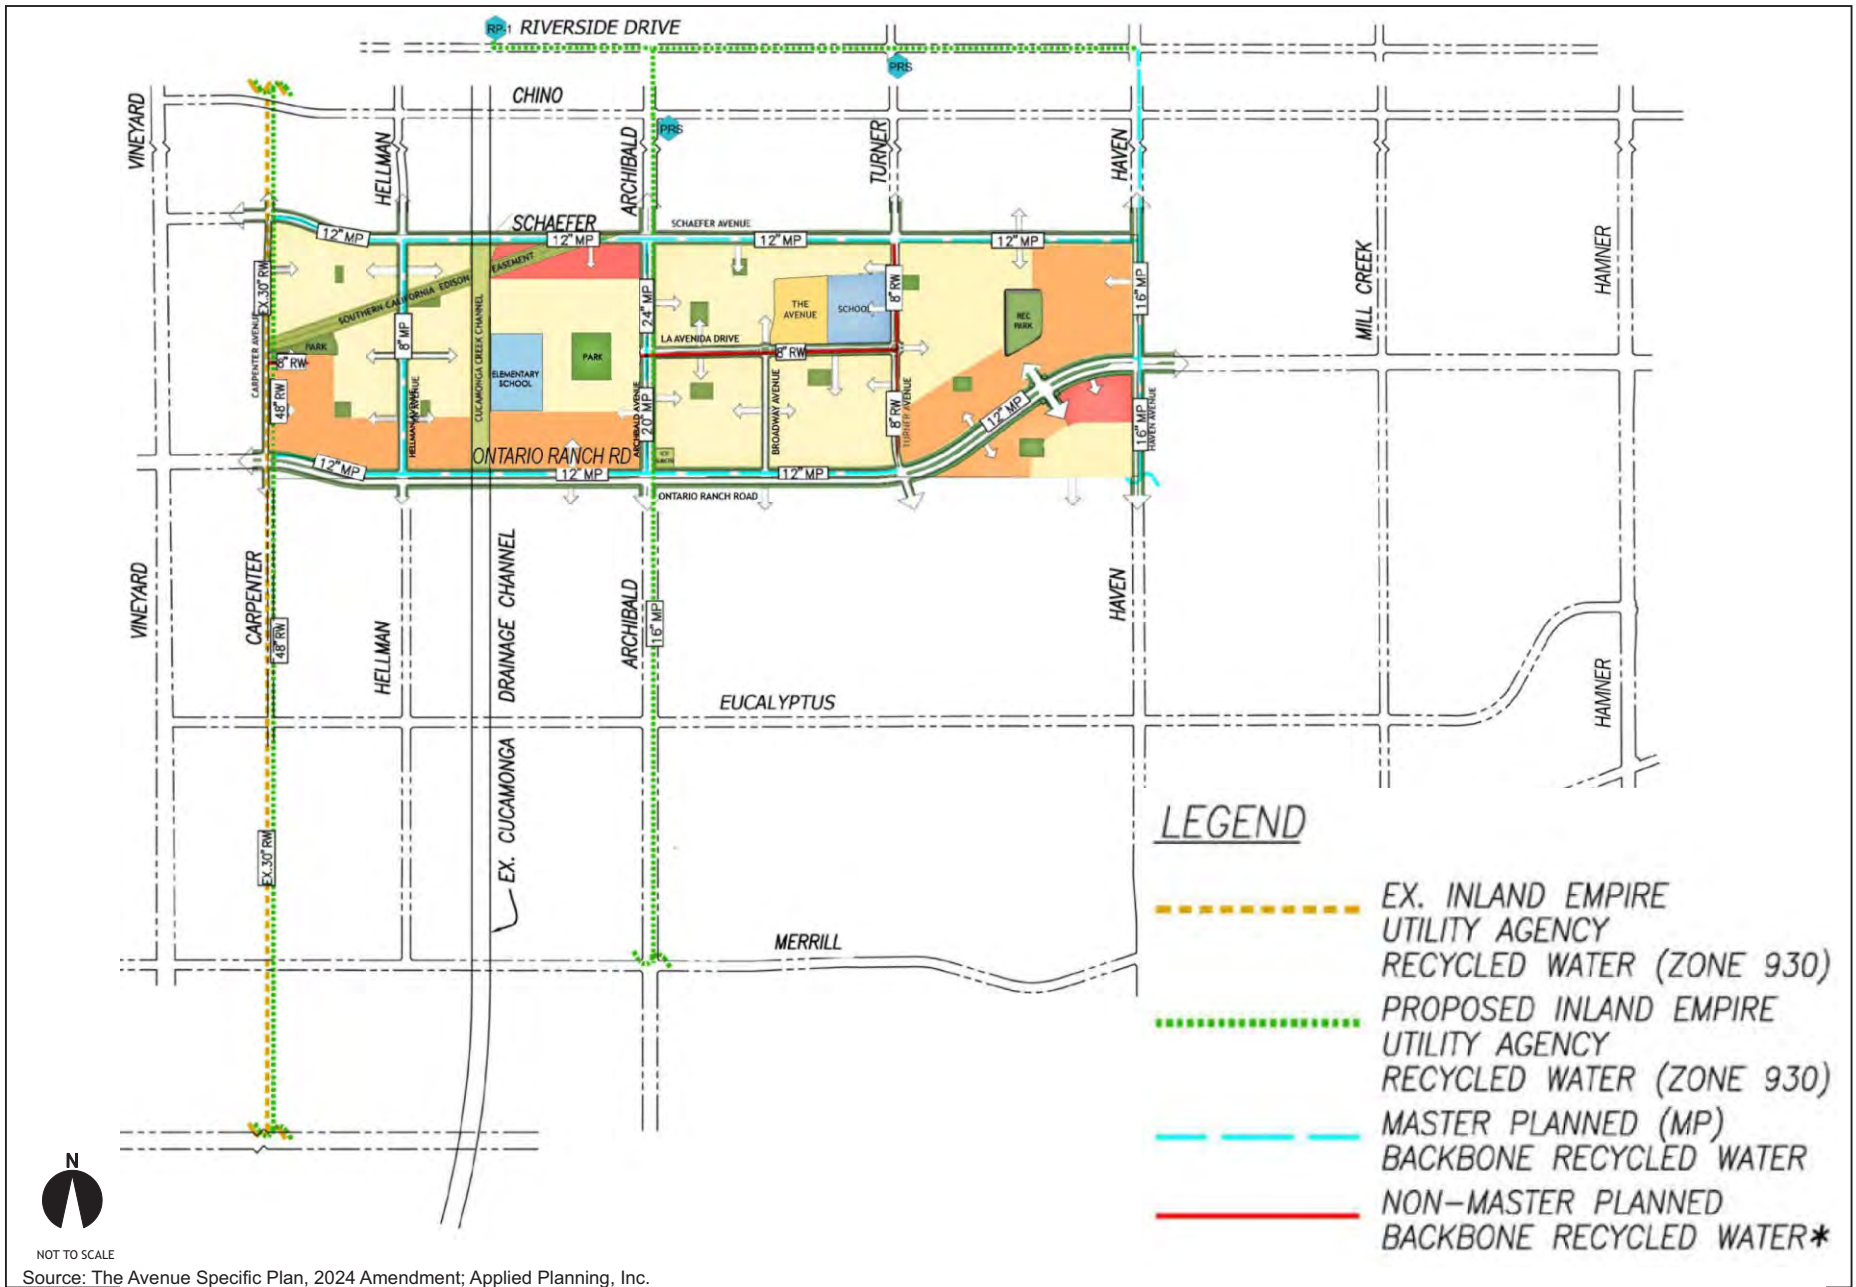 RP-1 RIVERSIDE DRIVE
PRS
CHINO
PRS
VINEYARD
HELLMAN
ARCHIBALD
TURNER
HAVEN
SCHAEFER
SCHAEFER AVENUE
MILL CREEK
HAMNER
12" MP
12" MP
12" MP
12" MP
EX.30" RW
SOUTHERN CALIFORNIA EDISON EASEMENT
CUCAMONGA CREEK CHANNEL
24" MP
THE
AVENUE
SCHOOL
8" RW
REC
PARK
16" MP
CARPENTER AVENUE
PARK
8" RW
8" MP
LA AVENIDA DRIVE
8" RW
48" RW
HELLMAN AVENUE
ELEMENTARY
SCHOOL
PARK
ARCHIBALD AVENUE
20" MP
BROADWAY AVENUE
8" RW
TURNER AVENUE
12" MP
16" MP
HAVEN AVENUE
ONTARIO RANCH RD
12" MP
12" MP
12" MP
ONTARIO RANCH ROAD
VINEYARD
CARPENTER
48" RW
HELLMAN
EX. CUCAMONGA DRAINAGE CHANNEL
ARCHIBALD
16" MP
HAVEN
HAMNER
EUCALYPTUS
EX.30" RW
MERRILL
LEGEND
EX. INLAND EMPIRE
UTILITY AGENCY
RECYCLED WATER (ZONE 930)
PROPOSED INLAND EMPIRE
UTILITY AGENCY
RECYCLED WATER (ZONE 930)
MASTER PLANNED (MP)
BACKBONE RECYCLED WATER
NON-MASTER PLANNED
BACKBONE RECYCLED WATER*
N
NOT TO SCALE
Source: The Avenue Specific Plan, 2024 Amendment; Applied Planning, Inc.